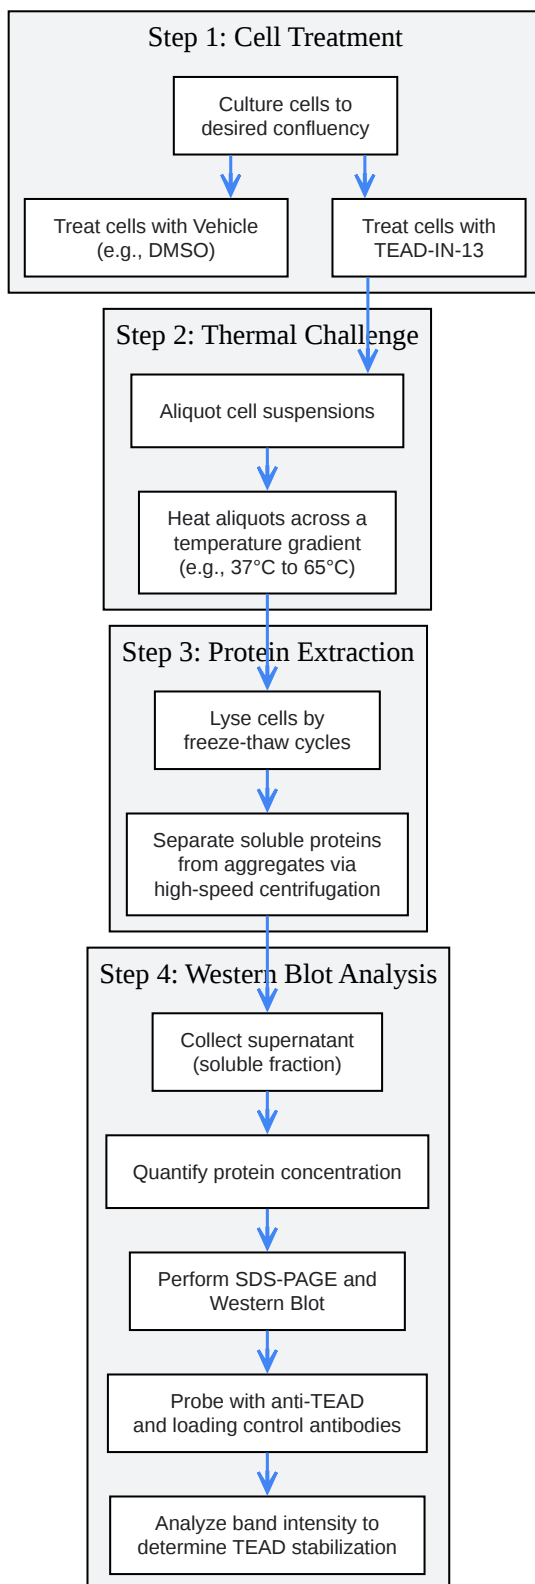 Step 1: Cell Treatment
Culture cells to
desired confluency
Treat cells with Vehicle
(e.g., DMSO)
Treat cells with
TEAD-IN-13
Step 2: Thermal Challenge
Aliquot cell suspensions
Heat aliquots across a
temperature gradient
(e.g., 37°C to 65°C)
Step 3: Protein Extraction
Lyse cells by
freeze-thaw cycles
Separate soluble proteins
from aggregates via
high-speed centrifugation
Step 4: Western Blot Analysis
Collect supernatant
(soluble fraction)
Quantify protein concentration
Perform SDS-PAGE and
Western Blot
Probe with anti-TEAD
and loading control antibodies
Analyze band intensity to
determine TEAD stabilization